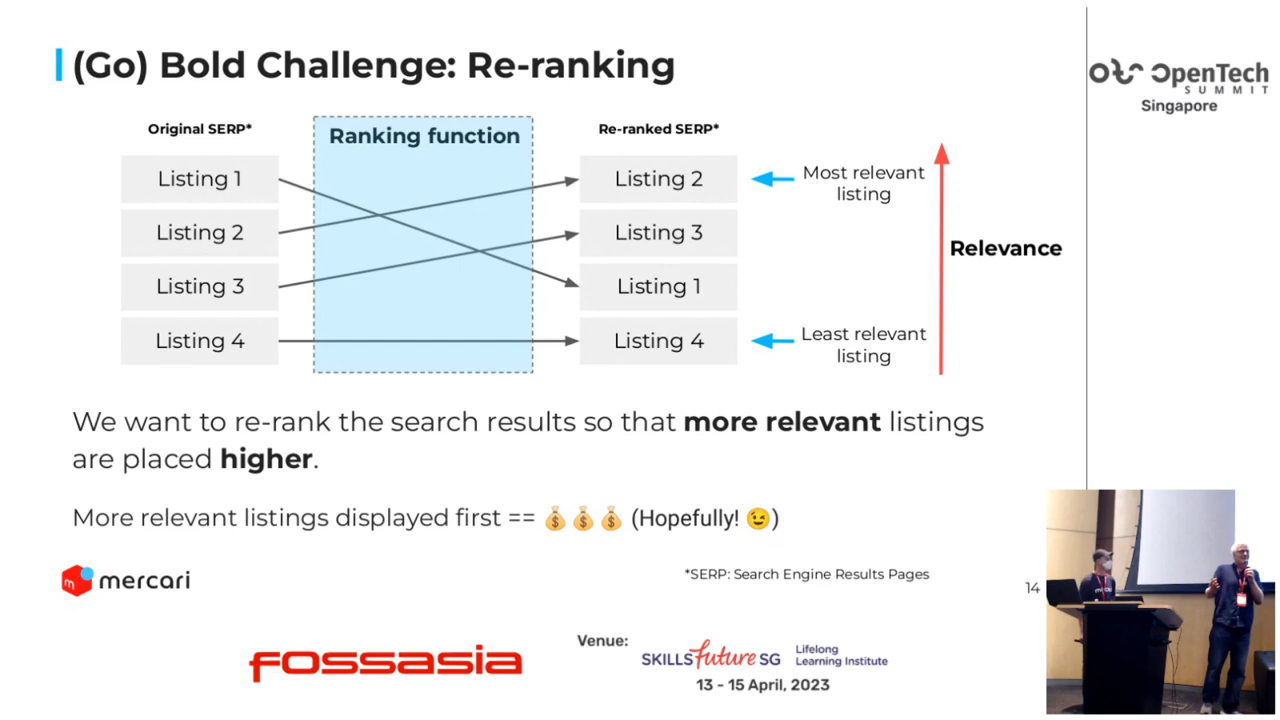 (Go) Bold Challenge: Re-ranking
Original SERP*
Ranking function
Re-ranked SERP*
Listing 1
Listing 2
Listing 3
Listing 4
Listing 2
Listing 3
Listing 1
Listing 4
Most relevant
listing
Least relevant
listing
Relevance
We want to re-rank the search results so that more relevant listings
are placed higher.
More relevant listings displayed first == 💰💰💰 (Hopefully! 😉)
mercari
*SERP: Search Engine Results Pages
14
OpenTech
SUMMIT
Singapore
fossasia
Venue:
SKILLSfuture SG
Lifelong
Learning Institute
13 - 15 April, 2023